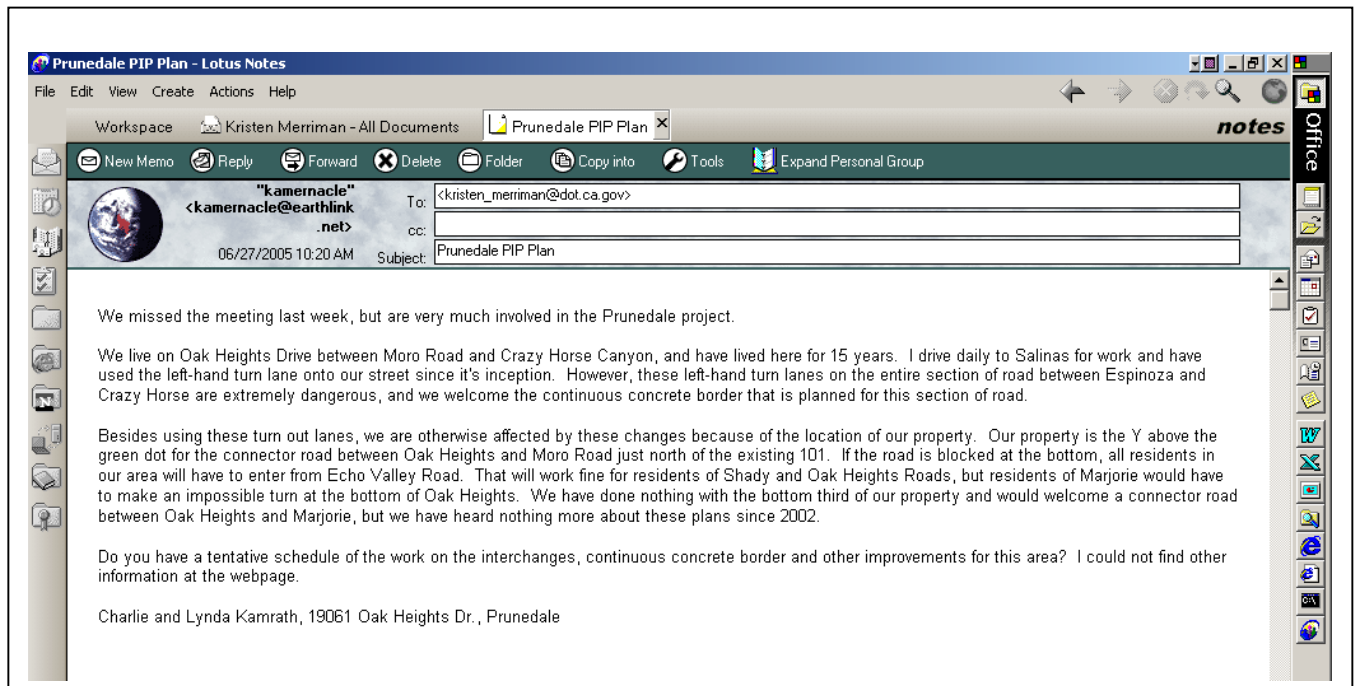 Prunedale PIP Plan - Lotus Notes
File Edit View Create Actions Help
Workspace Kristen Merriman - All Documents Prunedale PIP Plan notes
Office
New Memo Reply Forward Delete Folder Copy into Tools Expand Personal Group
"kamernacle"
<kamernacle@earthlink
.net>
06/27/2005 10:20 AM
To: <kristen_merriman@dot.ca.gov>
cc:
Subject: Prunedale PIP Plan
We missed the meeting last week, but are very much involved in the Prunedale project.
We live on Oak Heights Drive between Moro Road and Crazy Horse Canyon, and have lived here for 15 years. I drive daily to Salinas for work and have
used the left-hand turn lane onto our street since it's inception. However, these left-hand turn lanes on the entire section of road between Espinoza and
Crazy Horse are extremely dangerous, and we welcome the continuous concrete border that is planned for this section of road.
Besides using these turn out lanes, we are otherwise affected by these changes because of the location of our property. Our property is the Y above the
green dot for the connector road between Oak Heights and Moro Road just north of the existing 101. If the road is blocked at the bottom, all residents in
our area will have to enter from Echo Valley Road. That will work fine for residents of Shady and Oak Heights Roads, but residents of Marjorie would have
to make an impossible turn at the bottom of Oak Heights. We have done nothing with the bottom third of our property and would welcome a connector road
between Oak Heights and Marjorie, but we have heard nothing more about these plans since 2002.
Do you have a tentative schedule of the work on the interchanges, continuous concrete border and other improvements for this area? I could not find other
information at the webpage.
Charlie and Lynda Kamrath, 19061 Oak Heights Dr., Prunedale